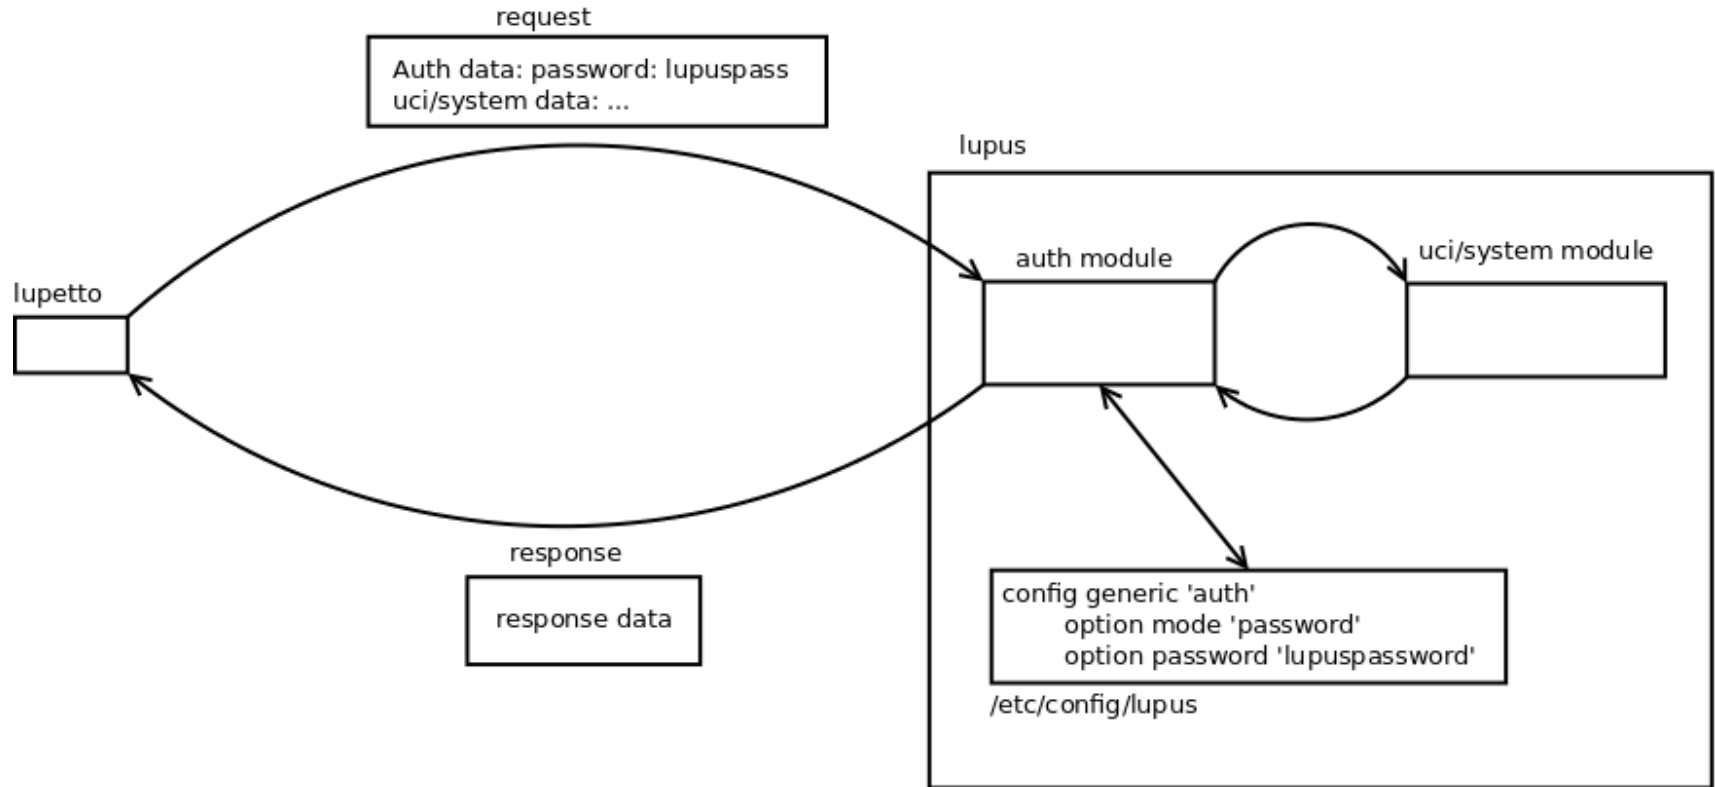 request
Auth data: password: lupuspass
uci/system data: ...
lupus
auth module
uci/system module
lupetto
response
response data
config generic 'auth'
option mode 'password'
option password 'lupuspassword'
/etc/config/lupus